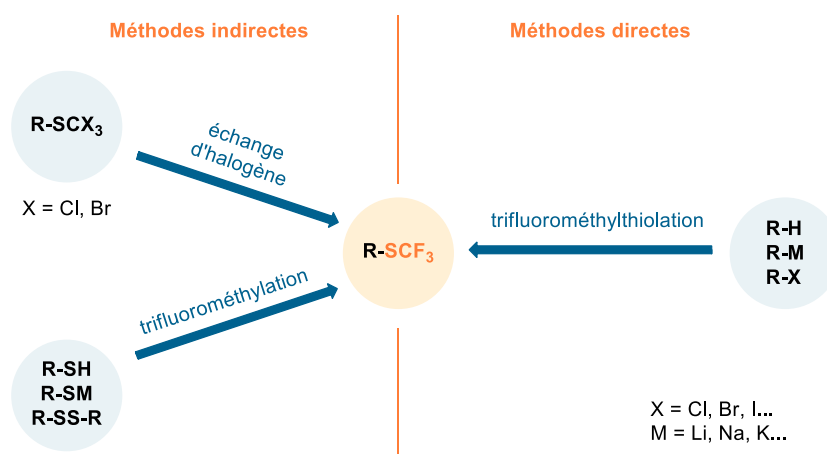 Méthodes indirectes
Méthodes directes
R-SCX₃
X = Cl, Br
échange
d'halogène
trifluorométhylation
R-SH
R-SM
R-SS-R
R-SCF₃
trifluorométhylthiolation
R-H
R-M
R-X
X = Cl, Br, I...
M = Li, Na, K...